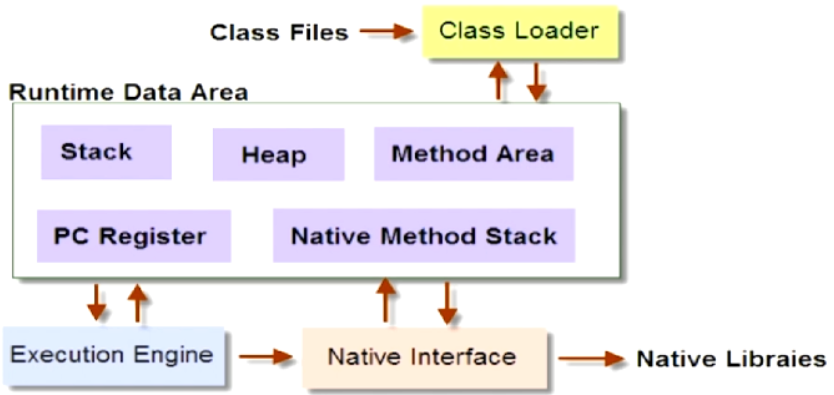 Class Files
Class Loader
Runtime Data Area
Stack
Heap
Method Area
PC Register
Native Method Stack
Execution Engine
Native Interface
Native Libraies